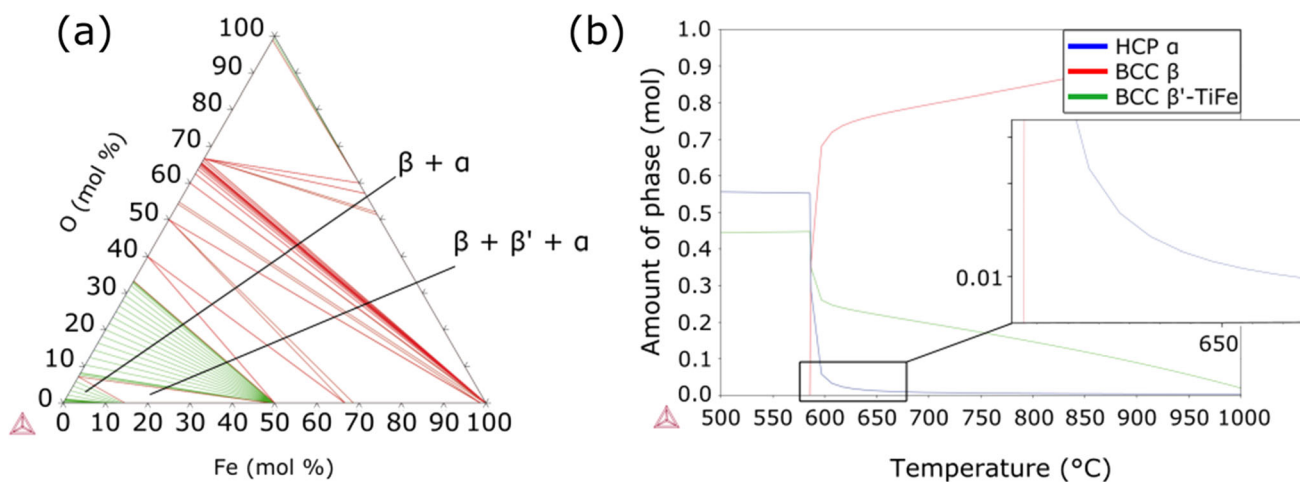 (a)
100
90
80
70
60
50
40
30
20
10
0
O (mol %)
β + α
β + β' + α
0 10 20 30 40 50 60 70 80 90 100
Fe (mol %)
(b)
1.0
0.9
0.8
0.7
0.6
0.5
0.4
0.3
0.2
0.1
0.0
Amount of phase (mol)
HCP α
BCC β
BCC β'-TiFe
0.01
650
500 550 600 650 700 750 800 850 900 950 1000
Temperature (°C)